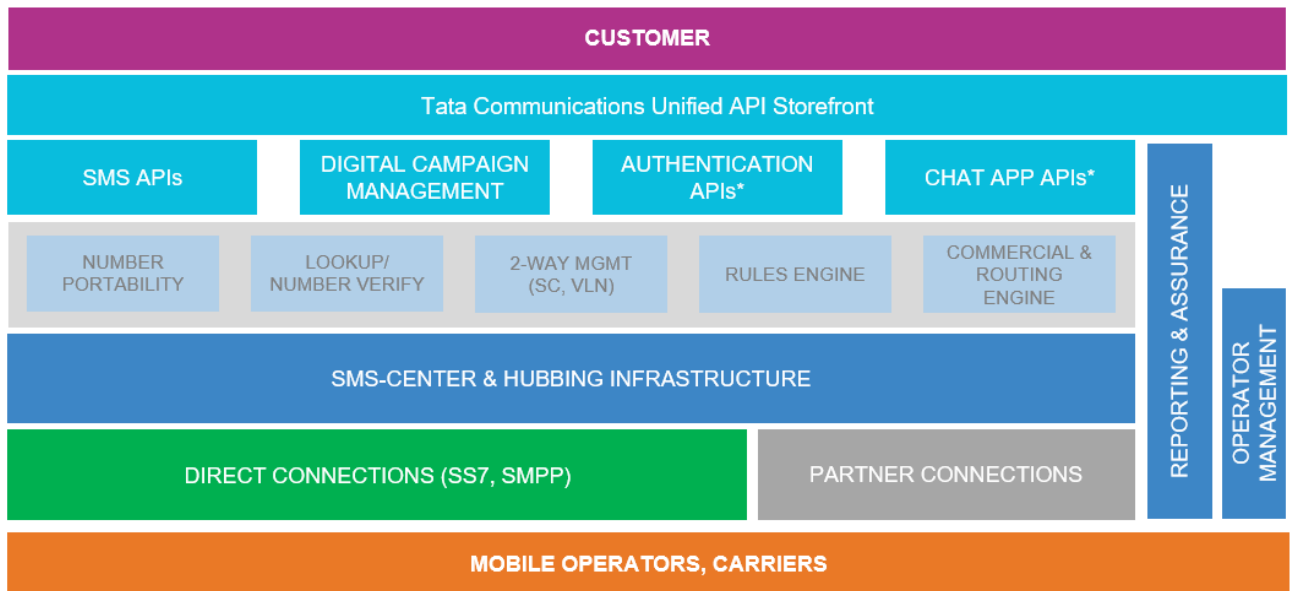 CUSTOMER
Tata Communications Unified API Storefront
SMS APIs
DIGITAL CAMPAIGN
MANAGEMENT
AUTHENTICATION
APIs*
CHAT APP APIs*
NUMBER
PORTABILITY
LOOKUP/
NUMBER VERIFY
2-WAY MGMT
(SC, VLN)
RULES ENGINE
COMMERCIAL &
ROUTING
ENGINE
SMS-CENTER & HUBBING INFRASTRUCTURE
DIRECT CONNECTIONS (SS7, SMPP)
PARTNER CONNECTIONS
REPORTING & ASSURANCE
OPERATOR
MANAGEMENT
MOBILE OPERATORS, CARRIERS